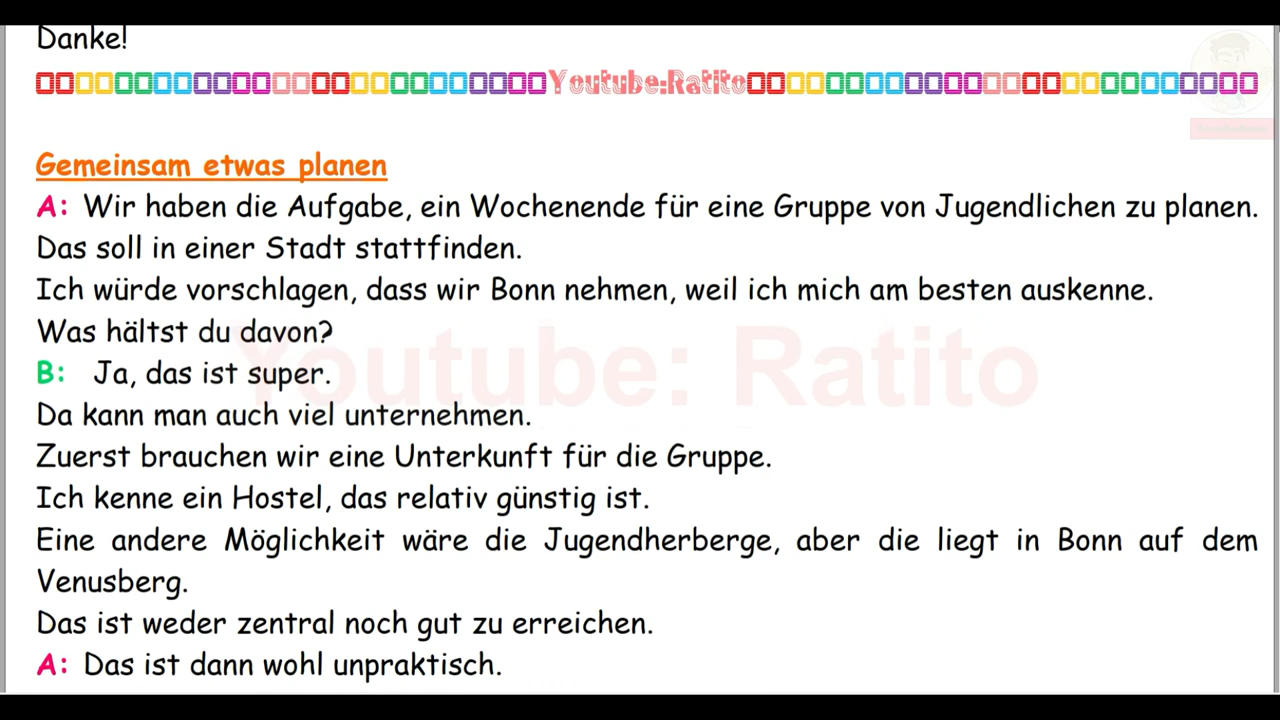 Danke!
Youtube:Ratito
Gemeinsam etwas planen
A: Wir haben die Aufgabe, ein Wochenende für eine Gruppe von Jugendlichen zu planen.
Das soll in einer Stadt stattfinden.
Ich würde vorschlagen, dass wir Bonn nehmen, weil ich mich am besten auskenne.
Was hältst du davon?
Youtube: Ratito
B: Ja, das ist super.
Da kann man auch viel unternehmen.
Zuerst brauchen wir eine Unterkunft für die Gruppe.
Ich kenne ein Hostel, das relativ günstig ist.
Eine andere Möglichkeit wäre die Jugendherberge, aber die liegt in Bonn auf dem
Venusberg.
Das ist weder zentral noch gut zu erreichen.
A: Das ist dann wohl unpraktisch.